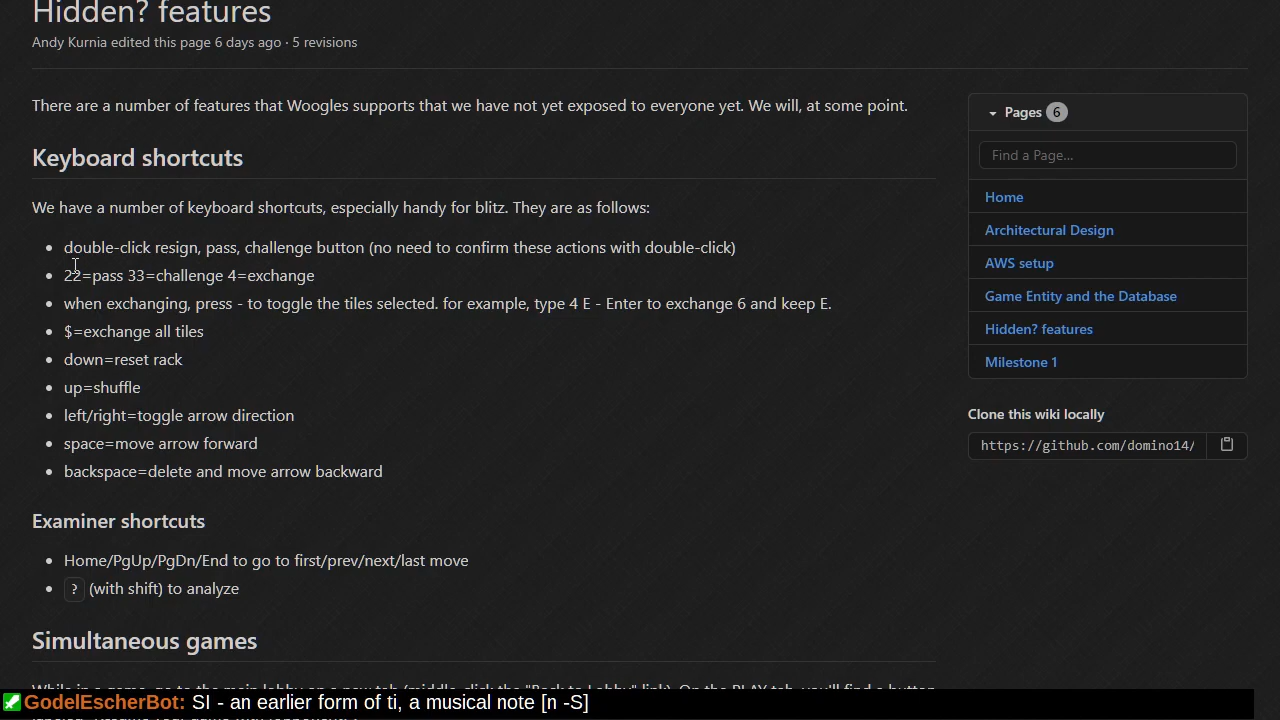 Hidden? features
Andy Kurnia edited this page 6 days ago · 5 revisions
There are a number of features that Woogles supports that we have not yet exposed to everyone yet. We will, at some point.
Keyboard shortcuts
We have a number of keyboard shortcuts, especially handy for blitz. They are as follows:
double-click resign, pass, challenge button (no need to confirm these actions with double-click)
22=pass 33=challenge 4=exchange
when exchanging, press - to toggle the tiles selected. for example, type 4 E - Enter to exchange 6 and keep E.
$=exchange all tiles
down=reset rack
up=shuffle
left/right=toggle arrow direction
space=move arrow forward
backspace=delete and move arrow backward
Examiner shortcuts
Home/PgUp/PgDn/End to go to first/prev/next/last move
? (with shift) to analyze
Simultaneous games
Pages 6
Find a Page...
Home
Architectural Design
AWS setup
Game Entity and the Database
Hidden? features
Milestone 1
Clone this wiki locally
https://github.com/domino14/
GodelEscherBot: SI - an earlier form of ti, a musical note [n -S]